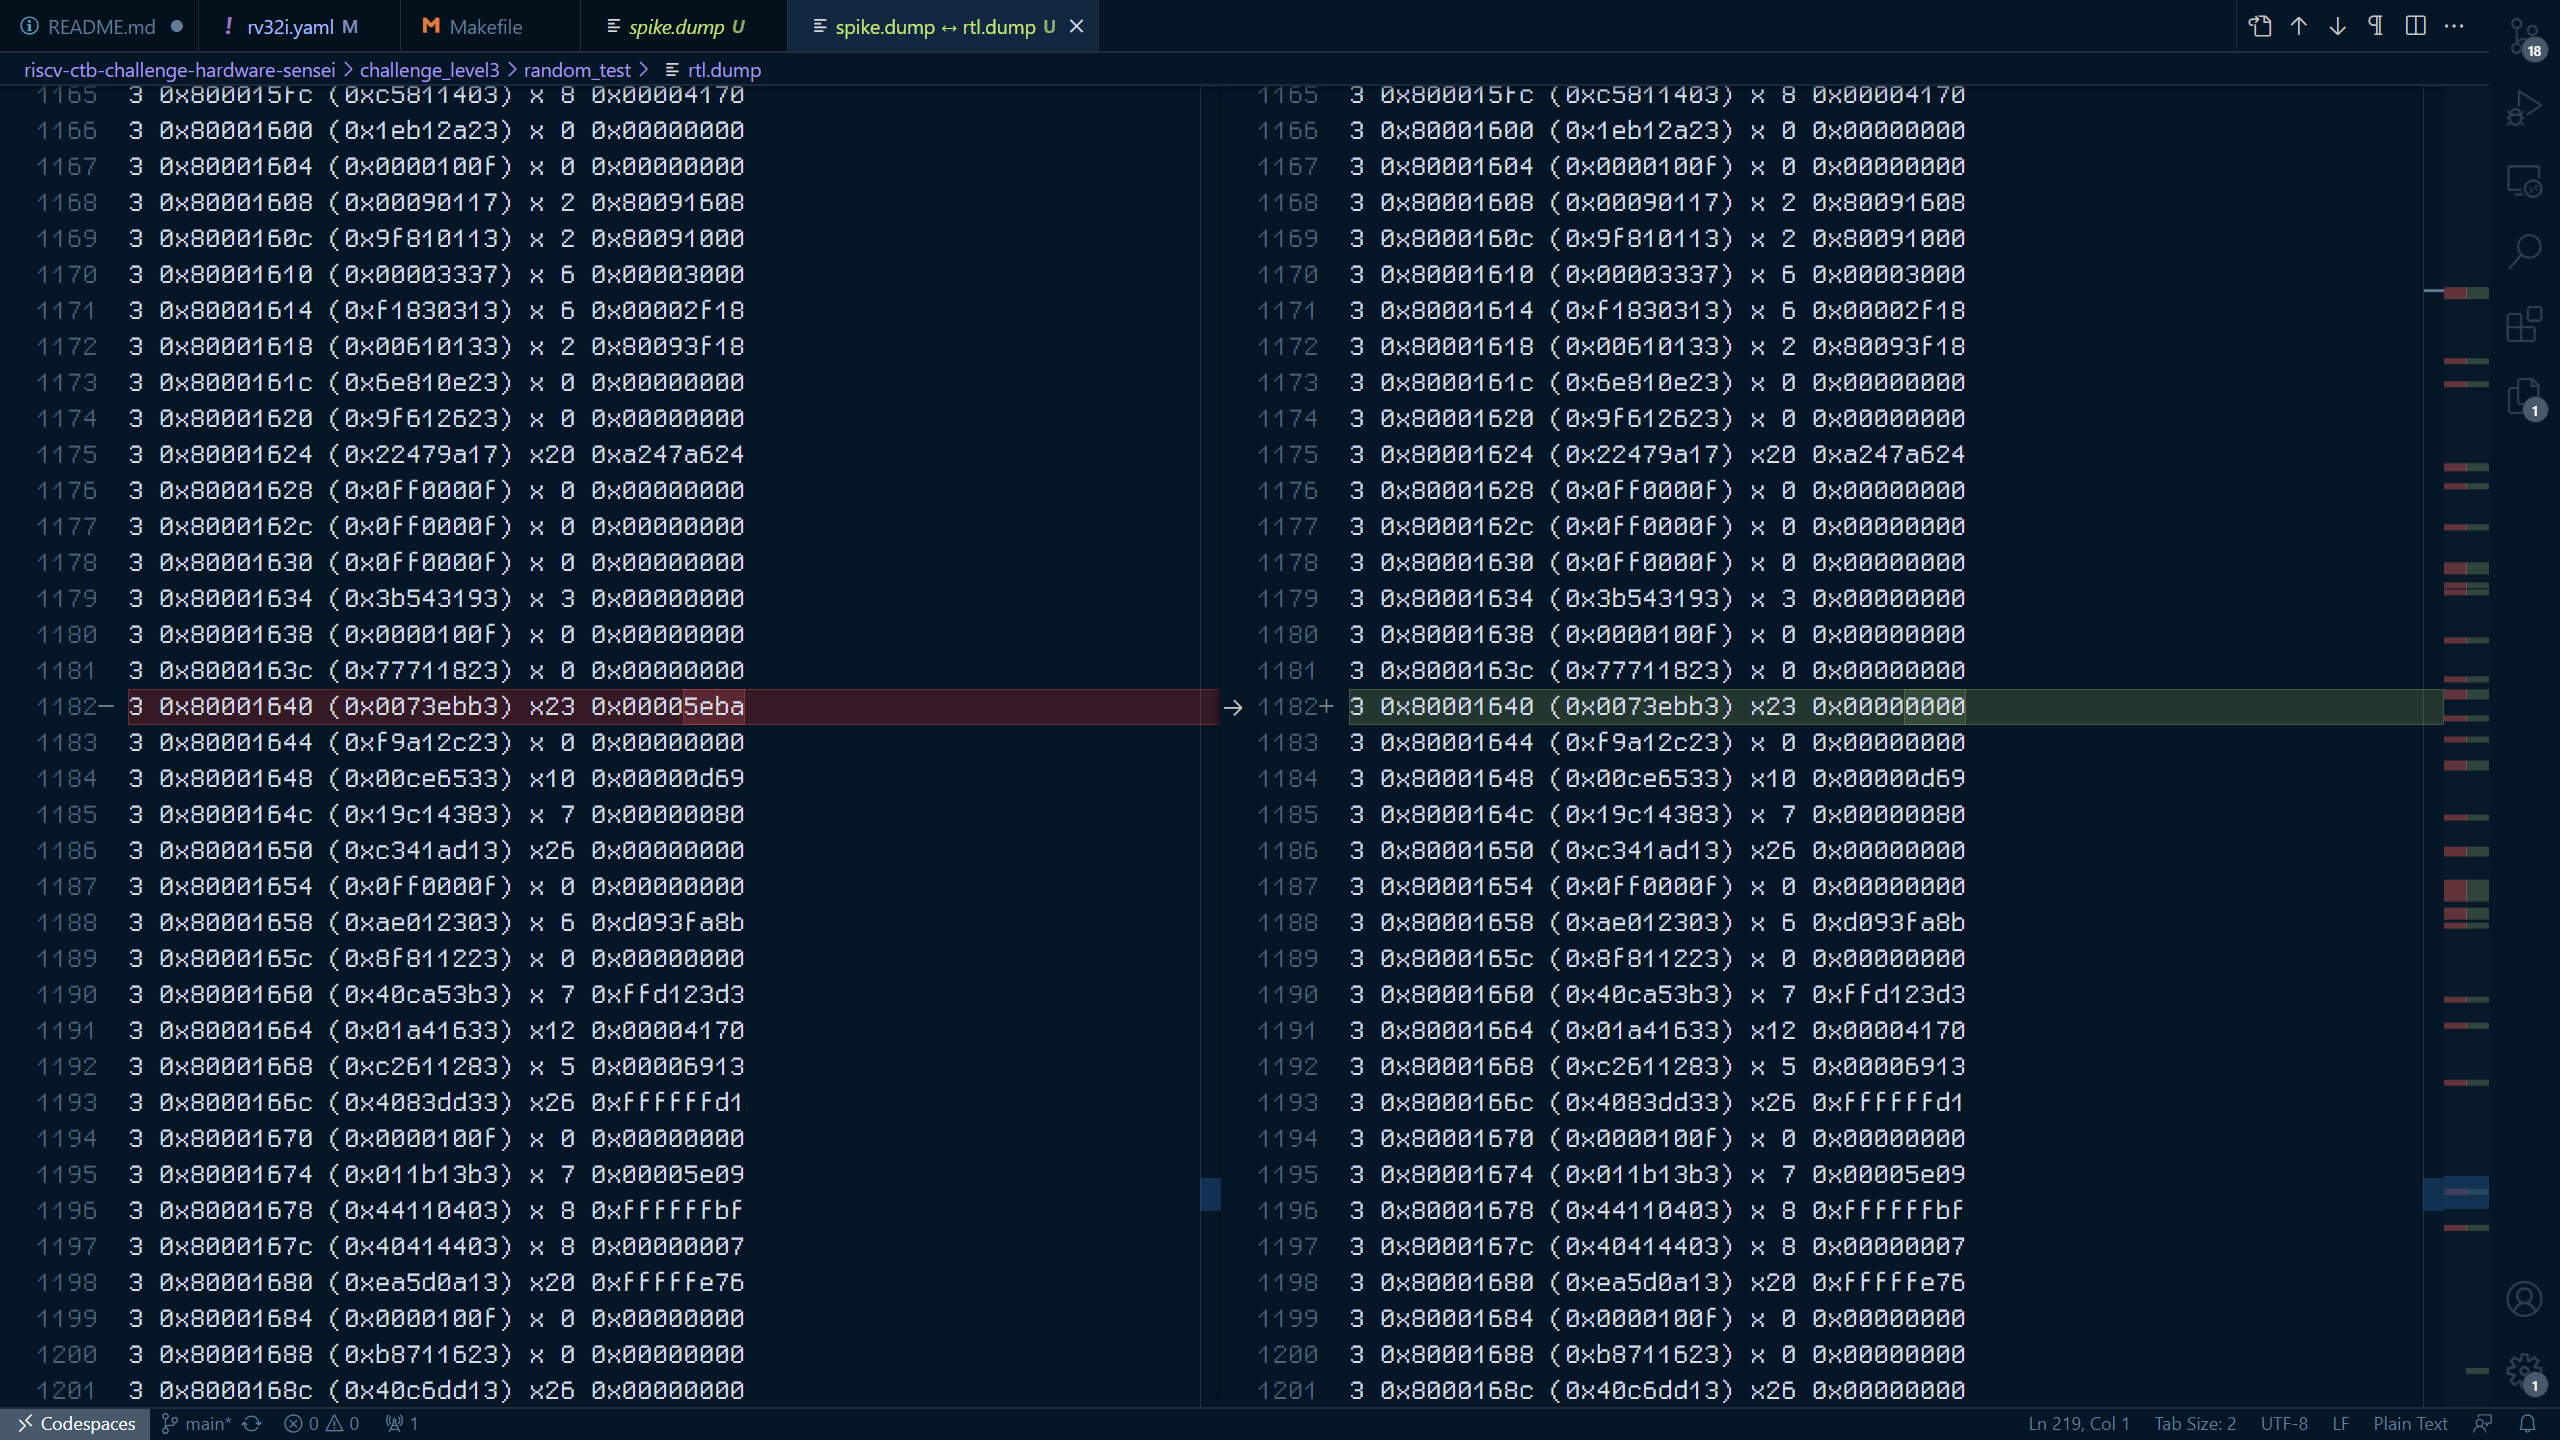 README.md
rv32i.yaml M
Makefile
spike.dump U
spike.dump ↔ rtl.dump U
18
riscv-ctb-challenge-hardware-sensei > challenge_level3 > random_test > rtl.dump
1165 3 0x800015fc (0xc5811403) x 8 0x00004170 1165 3 0x800015fc (0xc5811403) x 8 0x00004170
1166 3 0x80001600 (0x1eb12a23) x 0 0x00000000 1166 3 0x80001600 (0x1eb12a23) x 0 0x00000000
1167 3 0x80001604 (0x0000100f) x 0 0x00000000 1167 3 0x80001604 (0x0000100f) x 0 0x00000000
1168 3 0x80001608 (0x00090117) x 2 0x80091608 1168 3 0x80001608 (0x00090117) x 2 0x80091608
1169 3 0x8000160c (0x9f810113) x 2 0x80091000 1169 3 0x8000160c (0x9f810113) x 2 0x80091000
1170 3 0x80001610 (0x00003337) x 6 0x00003000 1170 3 0x80001610 (0x00003337) x 6 0x00003000
1171 3 0x80001614 (0xf1830313) x 6 0x00002f18 1171 3 0x80001614 (0xf1830313) x 6 0x00002f18
1172 3 0x80001618 (0x00610133) x 2 0x80093f18 1172 3 0x80001618 (0x00610133) x 2 0x80093f18
1173 3 0x8000161c (0x6e810e23) x 0 0x00000000 1173 3 0x8000161c (0x6e810e23) x 0 0x00000000
1174 3 0x80001620 (0x9f612623) x 0 0x00000000 1174 3 0x80001620 (0x9f612623) x 0 0x00000000
1
1175 3 0x80001624 (0x22479a17) x20 0xa247a624 1175 3 0x80001624 (0x22479a17) x20 0xa247a624
1176 3 0x80001628 (0x0ff0000f) x 0 0x00000000 1176 3 0x80001628 (0x0ff0000f) x 0 0x00000000
1177 3 0x8000162c (0x0ff0000f) x 0 0x00000000 1177 3 0x8000162c (0x0ff0000f) x 0 0x00000000
1178 3 0x80001630 (0x0ff0000f) x 0 0x00000000 1178 3 0x80001630 (0x0ff0000f) x 0 0x00000000
1179 3 0x80001634 (0x3b543193) x 3 0x00000000 1179 3 0x80001634 (0x3b543193) x 3 0x00000000
1180 3 0x80001638 (0x0000100f) x 0 0x00000000 1180 3 0x80001638 (0x0000100f) x 0 0x00000000
1181 3 0x8000163c (0x77711823) x 0 0x00000000 1181 3 0x8000163c (0x77711823) x 0 0x00000000
1182− 3 0x80001640 (0x0073ebb3) x23 0x00005eba → 1182+ 3 0x80001640 (0x0073ebb3) x23 0x00000000
1183 3 0x80001644 (0xf9a12c23) x 0 0x00000000 1183 3 0x80001644 (0xf9a12c23) x 0 0x00000000
1184 3 0x80001648 (0x00ce6533) x10 0x00000d69 1184 3 0x80001648 (0x00ce6533) x10 0x00000d69
1185 3 0x8000164c (0x19c14383) x 7 0x00000080 1185 3 0x8000164c (0x19c14383) x 7 0x00000080
1186 3 0x80001650 (0xc341ad13) x26 0x00000000 1186 3 0x80001650 (0xc341ad13) x26 0x00000000
1187 3 0x80001654 (0x0ff0000f) x 0 0x00000000 1187 3 0x80001654 (0x0ff0000f) x 0 0x00000000
1188 3 0x80001658 (0xae012303) x 6 0xd093fa8b 1188 3 0x80001658 (0xae012303) x 6 0xd093fa8b
1189 3 0x8000165c (0x8f811223) x 0 0x00000000 1189 3 0x8000165c (0x8f811223) x 0 0x00000000
1190 3 0x80001660 (0x40ca53b3) x 7 0xffd123d3 1190 3 0x80001660 (0x40ca53b3) x 7 0xffd123d3
1191 3 0x80001664 (0x01a41633) x12 0x00004170 1191 3 0x80001664 (0x01a41633) x12 0x00004170
1192 3 0x80001668 (0xc2611283) x 5 0x00006913 1192 3 0x80001668 (0xc2611283) x 5 0x00006913
1193 3 0x8000166c (0x4083dd33) x26 0xffffffd1 1193 3 0x8000166c (0x4083dd33) x26 0xffffffd1
1194 3 0x80001670 (0x0000100f) x 0 0x00000000 1194 3 0x80001670 (0x0000100f) x 0 0x00000000
1195 3 0x80001674 (0x011b13b3) x 7 0x00005e09 1195 3 0x80001674 (0x011b13b3) x 7 0x00005e09
1196 3 0x80001678 (0x44110403) x 8 0xffffffbf 1196 3 0x80001678 (0x44110403) x 8 0xffffffbf
1197 3 0x8000167c (0x40414403) x 8 0x00000007 1197 3 0x8000167c (0x40414403) x 8 0x00000007
1198 3 0x80001680 (0xea5d0a13) x20 0xfffffe76 1198 3 0x80001680 (0xea5d0a13) x20 0xfffffe76
1199 3 0x80001684 (0x0000100f) x 0 0x00000000 1199 3 0x80001684 (0x0000100f) x 0 0x00000000
1200 3 0x80001688 (0xb8711623) x 0 0x00000000 1200 3 0x80001688 (0xb8711623) x 0 0x00000000
1201 3 0x8000168c (0x40c6dd13) x26 0x00000000 1201 3 0x8000168c (0x40c6dd13) x26 0x00000000
1
Codespaces main* 0 0 1 Ln 219, Col 1 Tab Size: 2 UTF-8 LF Plain Text